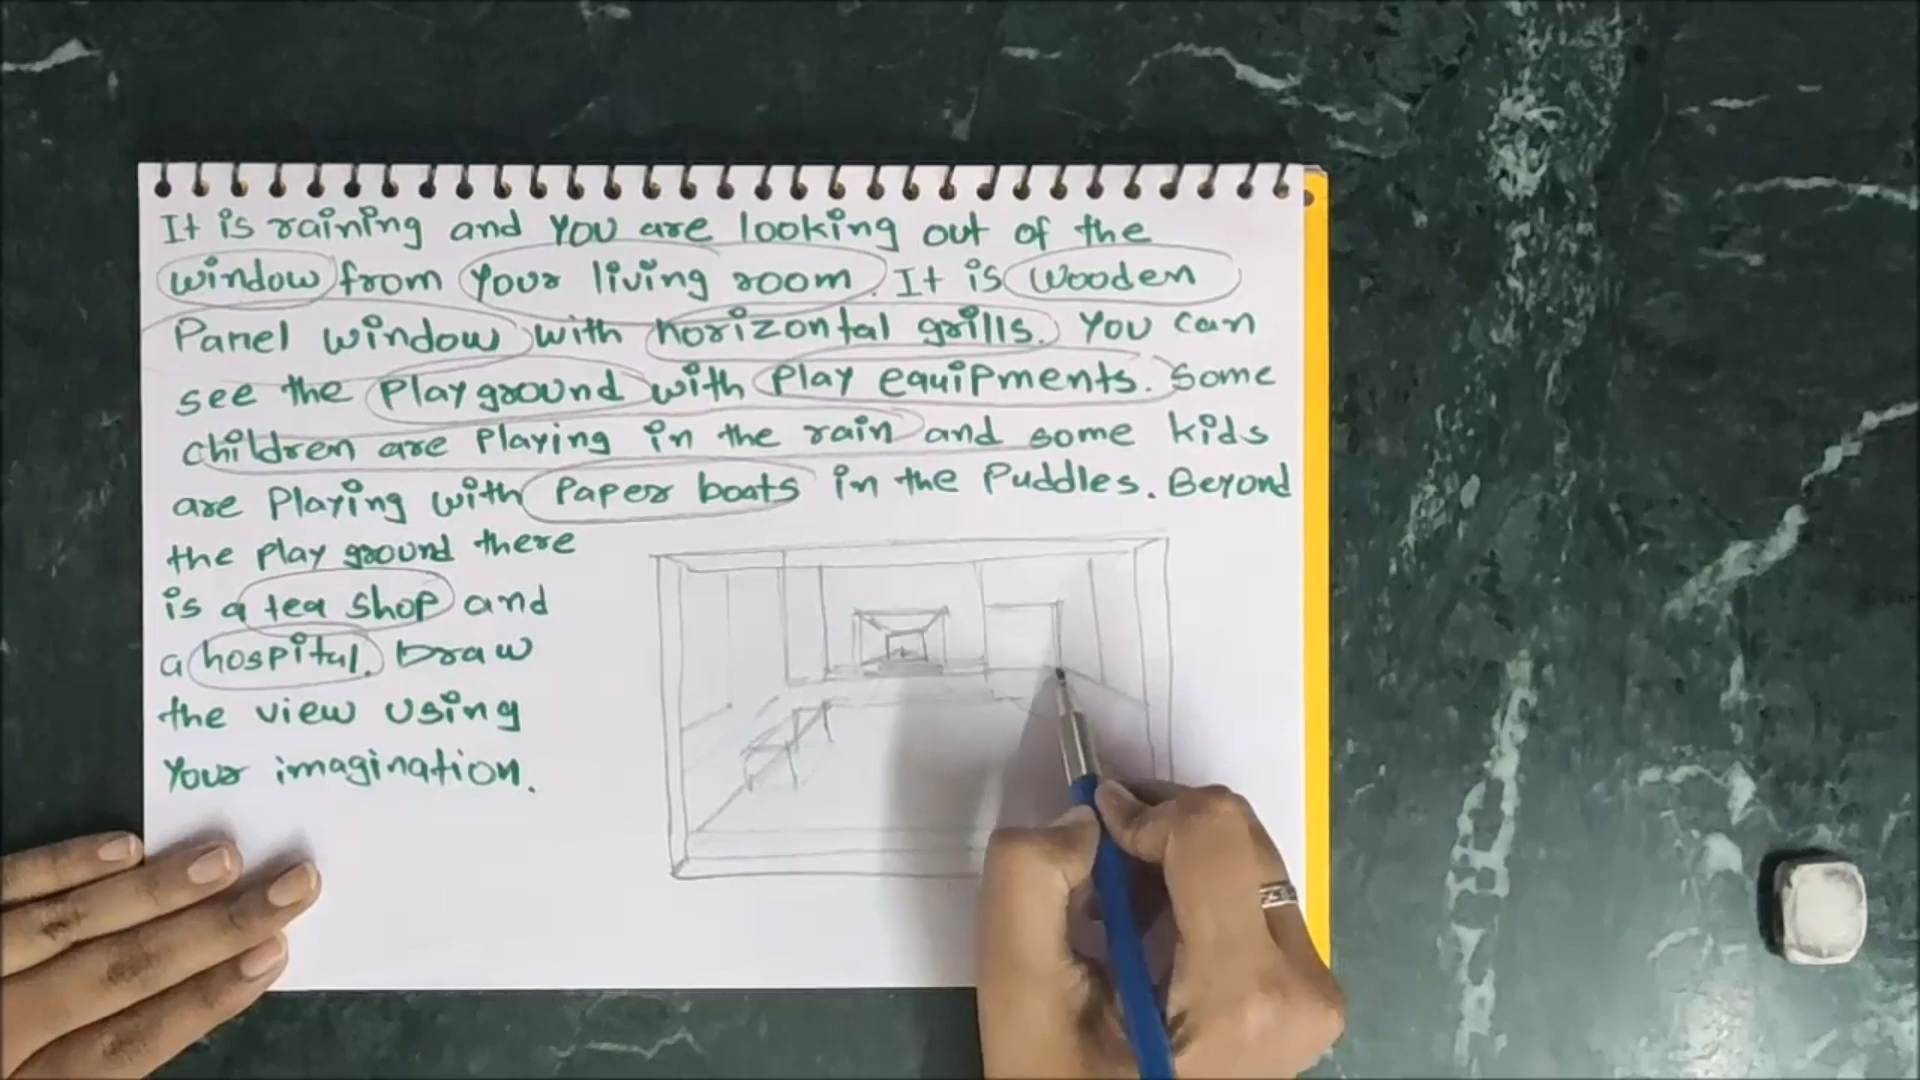 It is raining and you are looking out of the
window from your living room. It is wooden
Panel window with horizontal grills. You can
see the Playground with Play equipments. Some
children are Playing in the rain and some kids
are Playing with Paper boats in the Puddles. Beyond
the play ground there
is a tea shop and
a hospital. Draw
the view using
Your imagination.